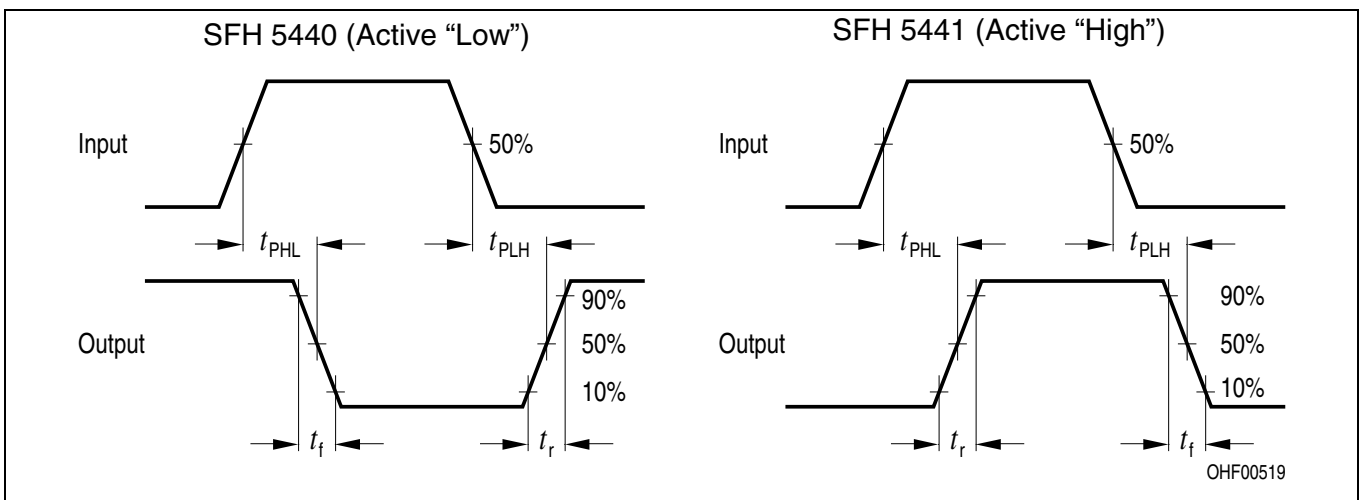 SFH 5440 (Active “Low”)
Input
50%
tPHL
tPLH
Output
90%
50%
10%
tf
tr
SFH 5441 (Active “High”)
Input
50%
tPHL
tPLH
Output
90%
50%
10%
tr
tf
OHF00519